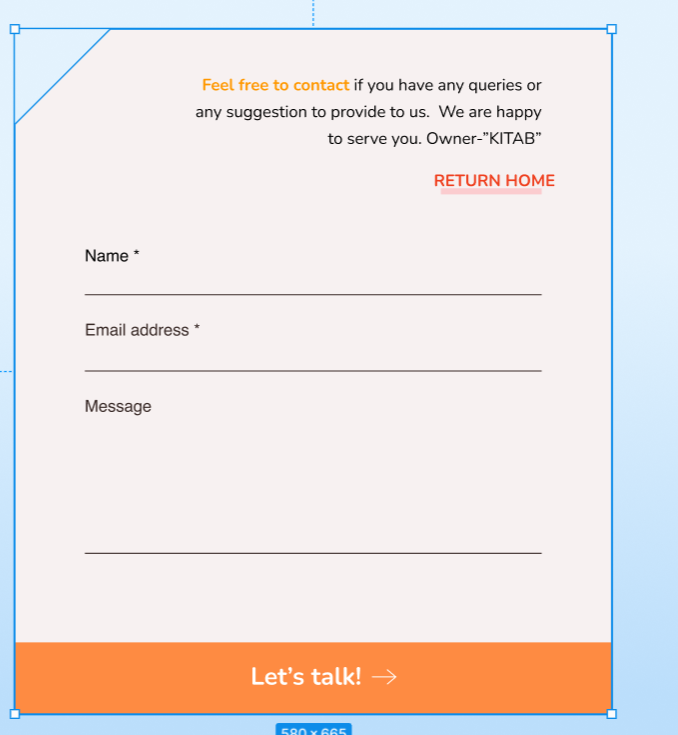 Feel free to contact if you have any queries or
any suggestion to provide to us.  We are happy
to serve you. Owner-”KITAB”
RETURN HOME
Name *
Email address *
Message
Let’s talk! →
580 × 665